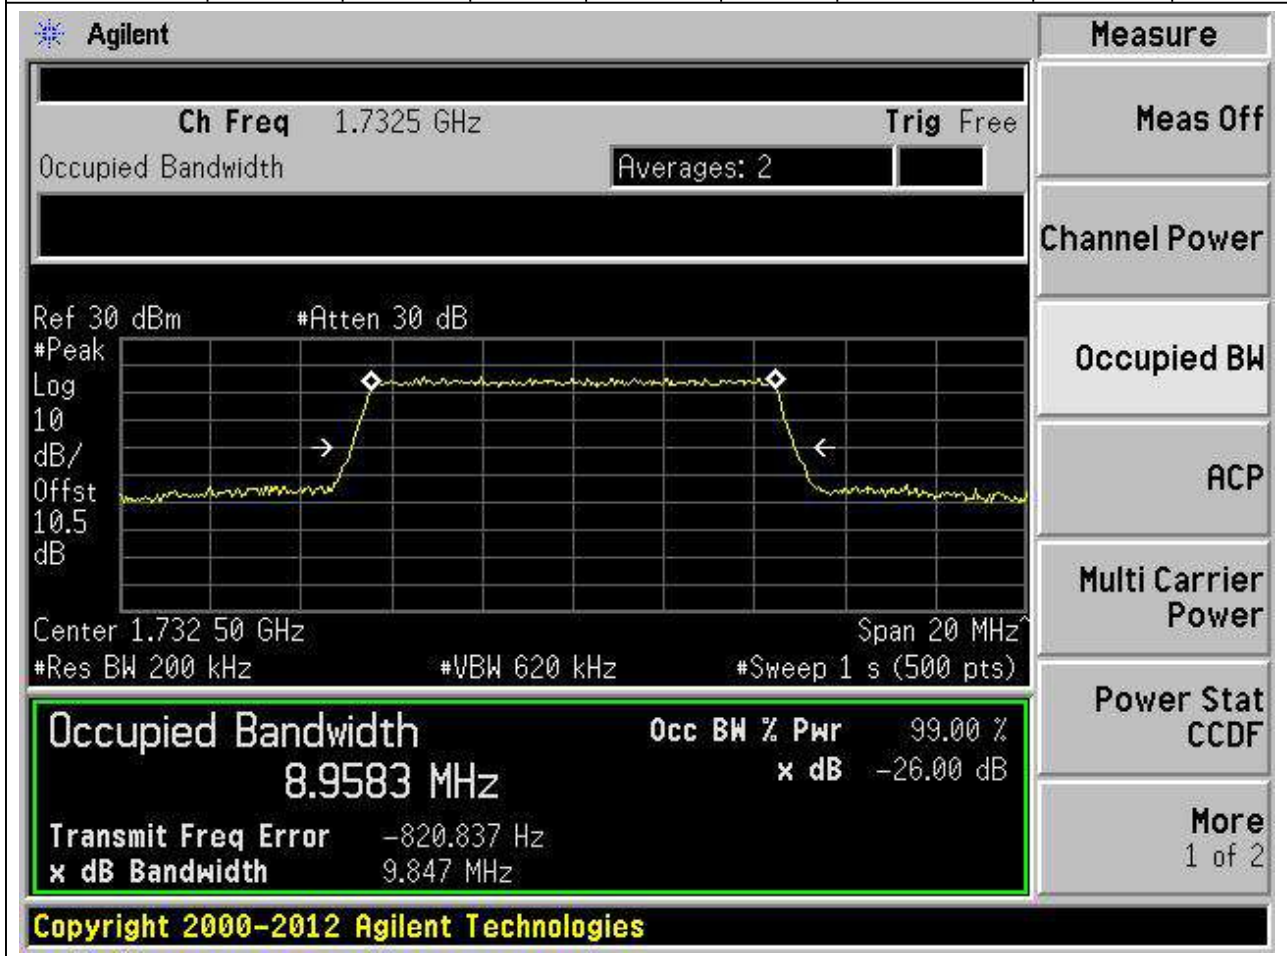 Agilent
Measure
Ch Freq 1.7325 GHz Trig Free
Occupied Bandwidth Averages: 2
Ref 30 dBm #Atten 30 dB
#Peak
Log
10
dB/
Offst
10.5
dB
Center 1.732 50 GHz Span 20 MHz^
#Res BW 200 kHz #VBW 620 kHz #Sweep 1 s (500 pts)
Occupied Bandwidth Occ BW % Pwr 99.00 %
8.9583 MHz x dB -26.00 dB
Transmit Freq Error -820.837 Hz
x dB Bandwidth 9.847 MHz
Copyright 2000-2012 Agilent Technologies
Meas Off
Channel Power
Occupied BW
ACP
Multi Carrier
Power
Power Stat
CCDF
More
1 of 2